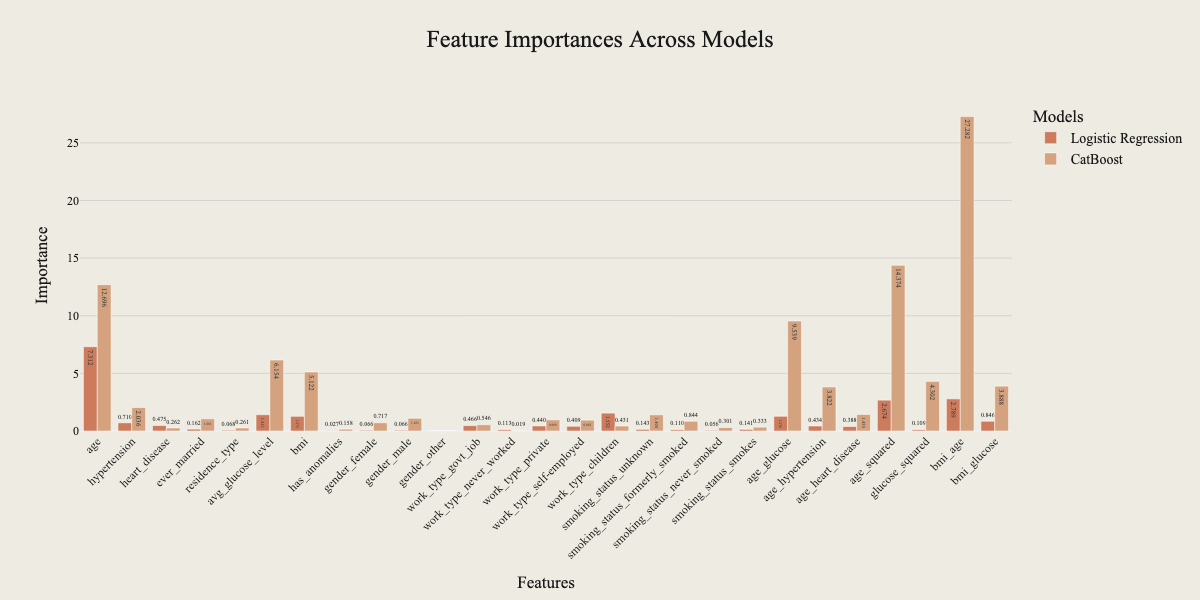 Feature Importances Across Models
Models
Logistic Regression
CatBoost
Importance
25
20
15
10
5
0
7.312
12.696
0.710
2.036
0.475
0.262
0.162
0.068
0.261
6.154
5.122
0.027
0.158
0.066
0.717
0.066
0.466
0.546
0.113
0.019
0.440
0.409
0.431
0.143
0.110
0.844
0.056
0.301
0.141
0.333
9.539
0.434
3.822
0.388
2.674
14.374
0.109
4.302
2.789
27.282
0.846
3.888
age
hypertension
heart_disease
ever_married
residence_type
avg_glucose_level
bmi
has_anomalies
gender_female
gender_male
gender_other
work_type_govt_job
work_type_never_worked
work_type_private
work_type_self-employed
work_type_children
smoking_status_unknown
smoking_status_formerly_smoked
smoking_status_never_smoked
smoking_status_smokes
age_glucose
age_hypertension
age_heart_disease
age_squared
glucose_squared
bmi_age
bmi_glucose
Features